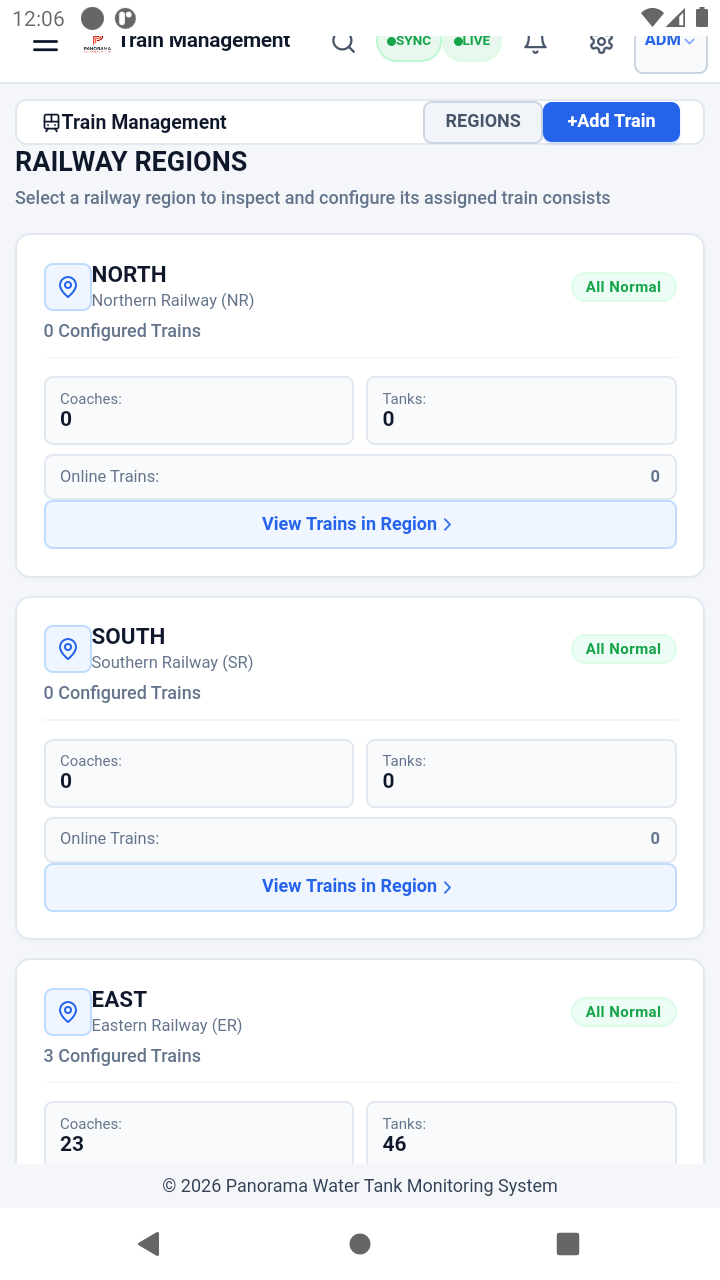 12:06
PANORAMA
Train Management
SYNC
LIVE
ADM
Train Management
REGIONS
+Add Train
RAILWAY REGIONS
Select a railway region to inspect and configure its assigned train consists
NORTH
Northern Railway (NR)
All Normal
0 Configured Trains
Coaches:
0
Tanks:
0
Online Trains: 0
View Trains in Region
SOUTH
Southern Railway (SR)
All Normal
0 Configured Trains
Coaches:
0
Tanks:
0
Online Trains: 0
View Trains in Region
EAST
Eastern Railway (ER)
All Normal
3 Configured Trains
Coaches:
23
Tanks:
46
© 2026 Panorama Water Tank Monitoring System